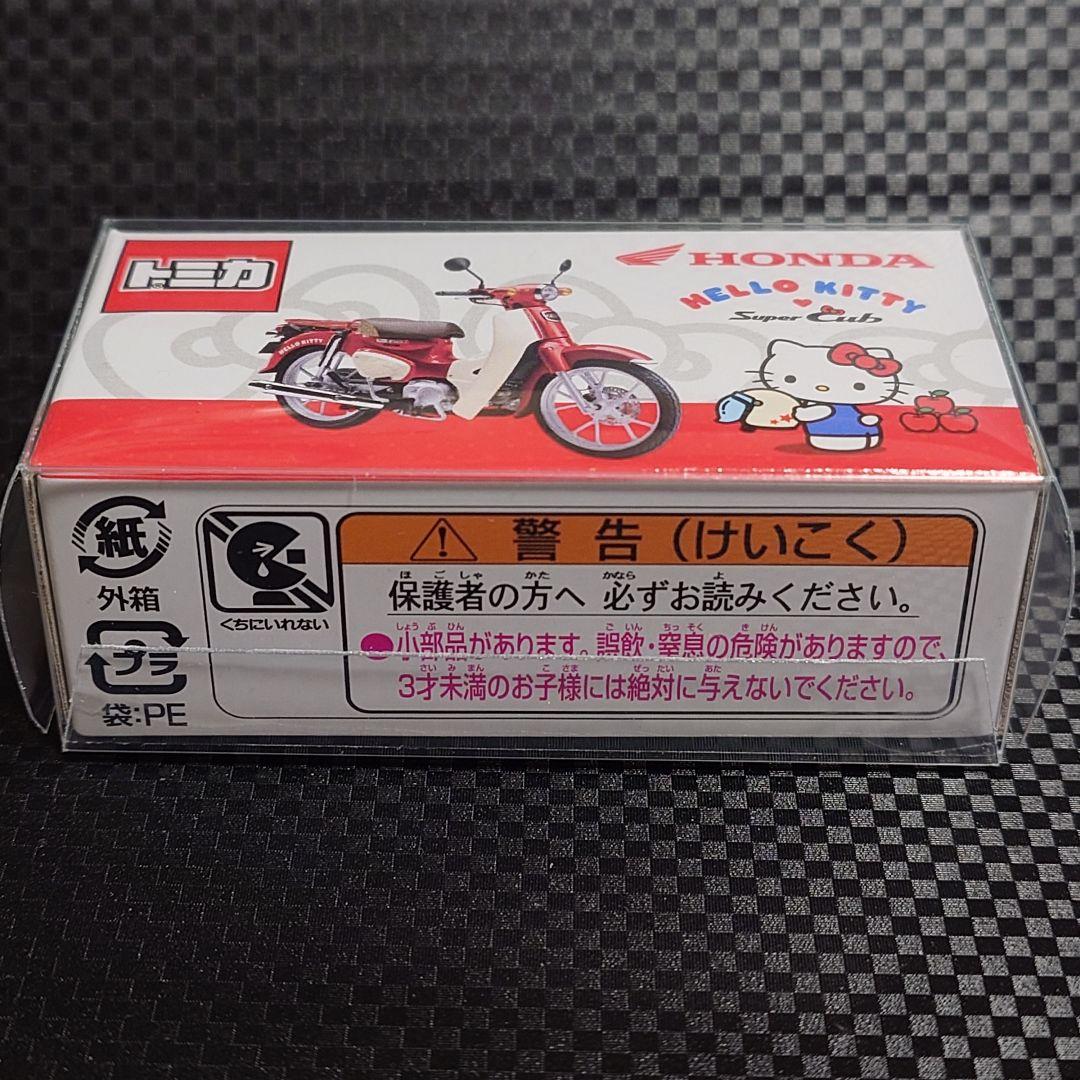 トミカ
HONDA
HELLO KITTY
Super Cub
HELLO KITTY
紙
外箱
プラ
袋:PE
くちにいれない
警告(けいこく)
ほごしゃ かた かなら よ
保護者の方へ 必ずお読みください。
しょうぶひん ごいん ちっそく きけん
●小部品があります。誤飲・窒息の危険がありますので、
さいみまん こさま ぜったい あた
3才未満のお子様には絶対に与えないでください。